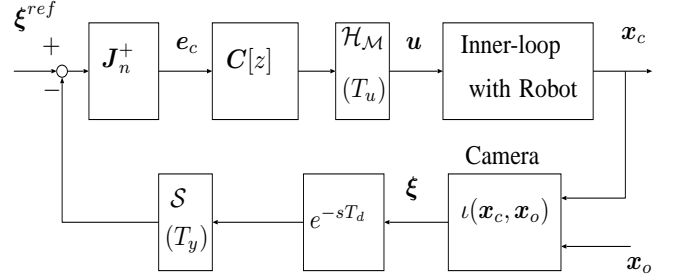 ξ^{ref}
+
−
J_n^+
e_c
C[z]
ℋ_ℳ
(T_u)
u
Inner-loop
with Robot
x_c
Camera
ι(x_c, x_o)
x_o
ξ
e^{-sT_d}
𝒮
(T_y)